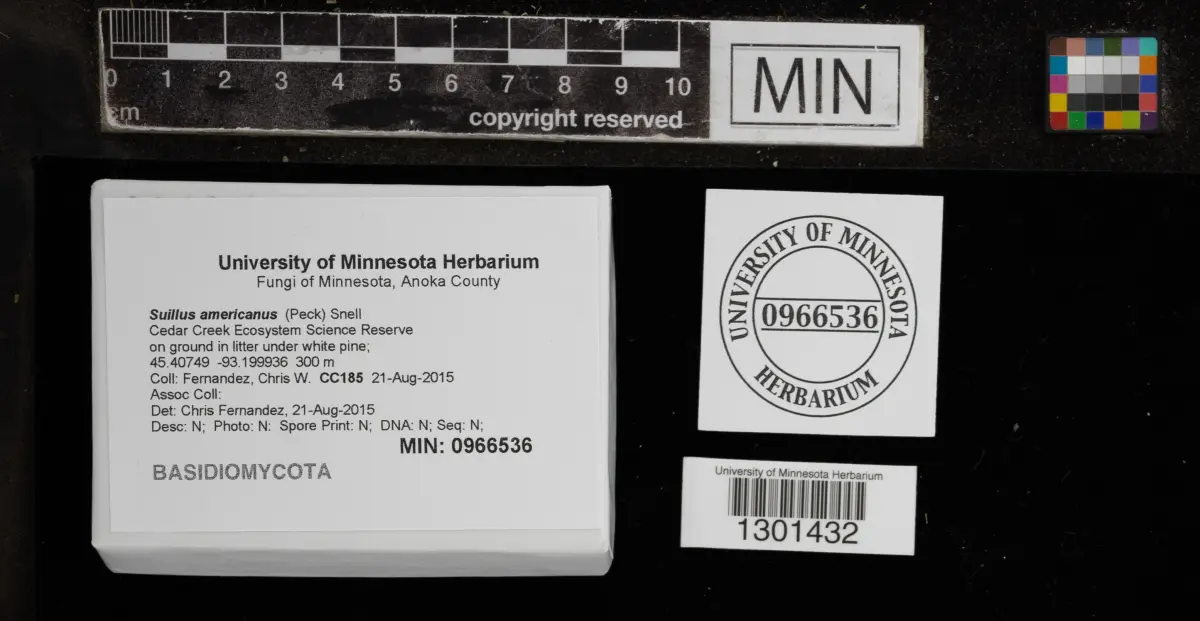 0 1 2 3 4 5 6 7 8 9 10
cm
copyright reserved
MIN
University of Minnesota Herbarium
Fungi of Minnesota, Anoka County
Suillus americanus (Peck) Snell
Cedar Creek Ecosystem Science Reserve
on ground in litter under white pine;
45.40749 -93.199936 300 m
Coll: Fernandez, Chris W. CC185 21-Aug-2015
Assoc Coll:
Det: Chris Fernandez, 21-Aug-2015
Desc: N; Photo: N: Spore Print: N; DNA: N; Seq: N;
MIN: 0966536
BASIDIOMYCOTA
UNIVERSITY OF MINNESOTA
0966536
HERBARIUM
University of Minnesota Herbarium
1301432